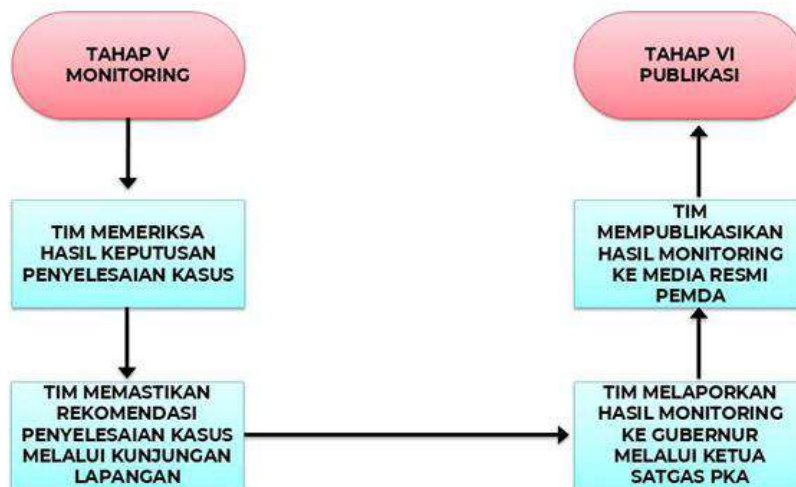 TAHAP V
MONITORING
TIM MEMERIKSA
HASIL KEPUTUSAN
PENYELESAIAN KASUS
TIM MEMASTIKAN
REKOMENDASI
PENYELESAIAN KASUS
MELALUI KUNJUNGAN
LAPANGAN
TIM MELAPORKAN
HASIL MONITORING
KE GUBERNUR
MELALUI KETUA
SATGAS PKA
TIM
MEMPUBLIKASIKAN
HASIL MONITORING
KE MEDIA RESMI
PEMDA
TAHAP VI
PUBLIKASI